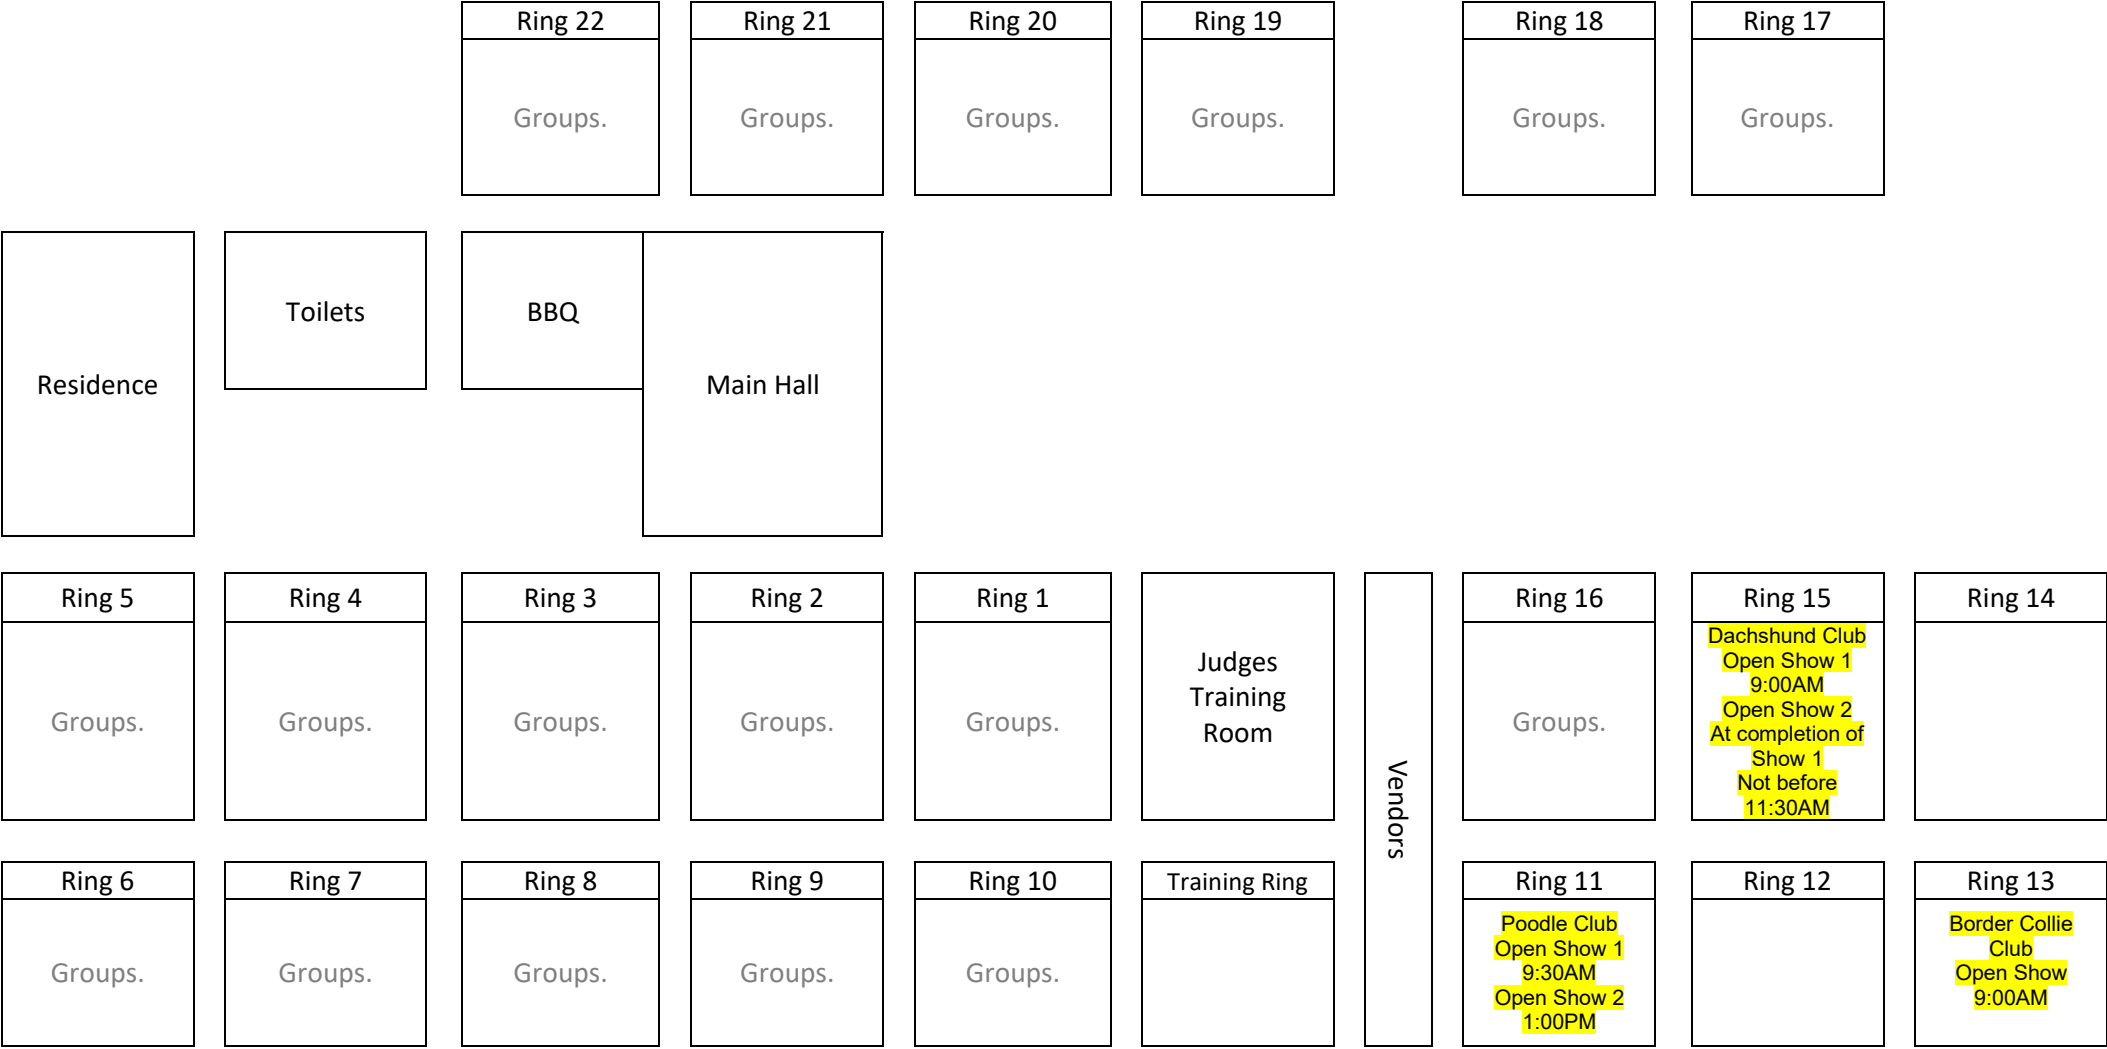 Ring 22
Ring 21
Ring 20
Ring 19
Ring 18
Ring 17
Groups.
Groups.
Groups.
Groups.
Groups.
Groups.
Residence
Toilets
BBQ
Main Hall
Ring 5
Ring 4
Ring 3
Ring 2
Ring 1
Judges
Training
Room
Vendors
Ring 16
Ring 15
Ring 14
Groups.
Groups.
Groups.
Groups.
Groups.
Groups.
Dachshund Club
Open Show 1
9:00AM
Open Show 2
At completion of
Show 1
Not before
11:30AM
Ring 6
Ring 7
Ring 8
Ring 9
Ring 10
Training Ring
Ring 11
Ring 12
Ring 13
Groups.
Groups.
Groups.
Groups.
Groups.
Poodle Club
Open Show 1
9:30AM
Open Show 2
1:00PM
Border Collie
Club
Open Show
9:00AM